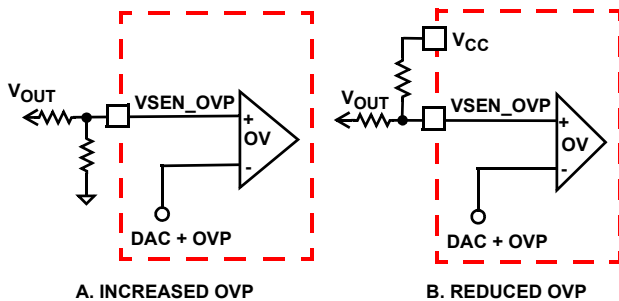 VOUT
VSEN_OVP
+
OV
-
DAC + OVP
A. INCREASED OVP
VCC
VOUT
VSEN_OVP
+
OV
-
DAC + OVP
B. REDUCED OVP